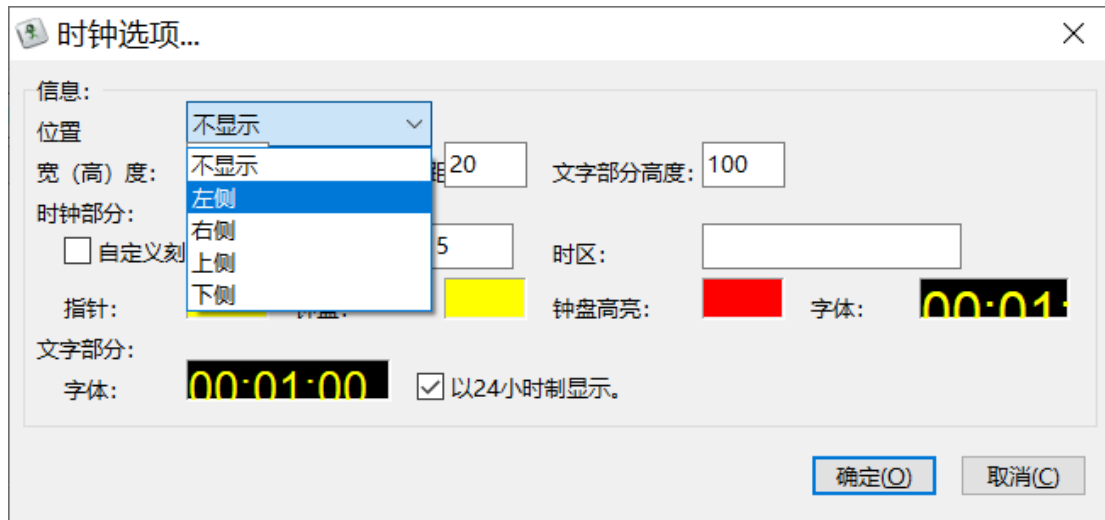 时钟选项...
信息:
位置 不显示
不显示
左侧
右侧
上侧
下侧
宽（高）度: 20 文字部分高度: 100
时钟部分:
自定义刻 5 时区:
指针: 钟盘高亮: 字体: 00:01:
文字部分:
字体: 00:01:00 以24小时制显示。
确定(O) 取消(C)